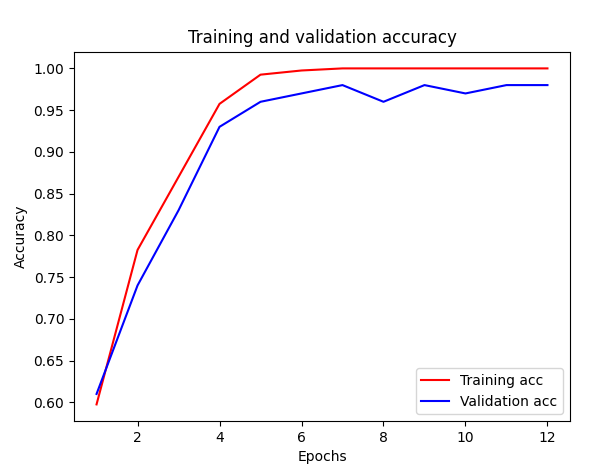 Training and validation accuracy
1.00
0.95
0.90
0.85
0.80
0.75
0.70
0.65
0.60
Accuracy
Training acc
Validation acc
2 4 6 8 10 12
Epochs